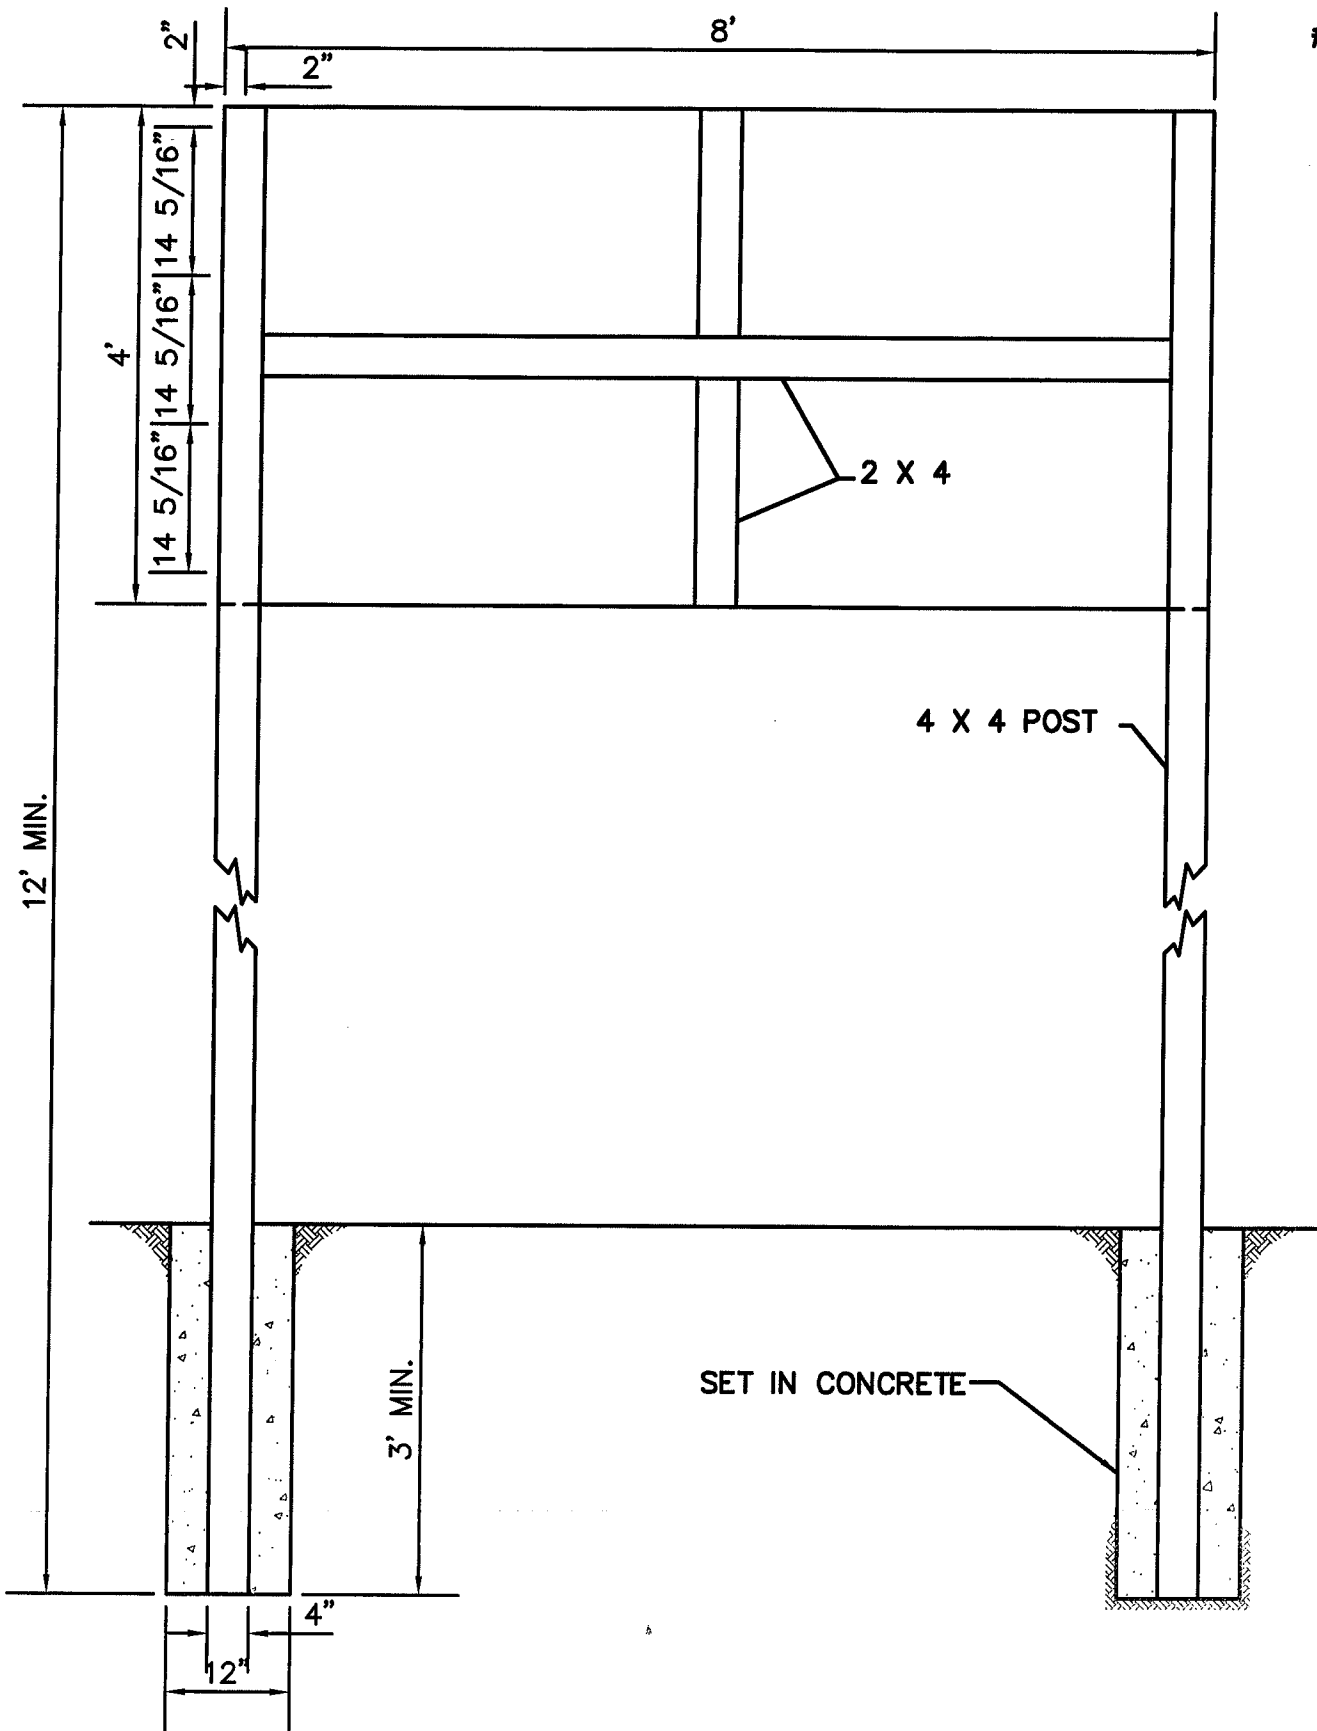 8'
2"
2"
14 5/16"
14 5/16"
14 5/16"
4'
2 X 4
4 X 4 POST
12' MIN.
SET IN CONCRETE
3' MIN.
4"
12"